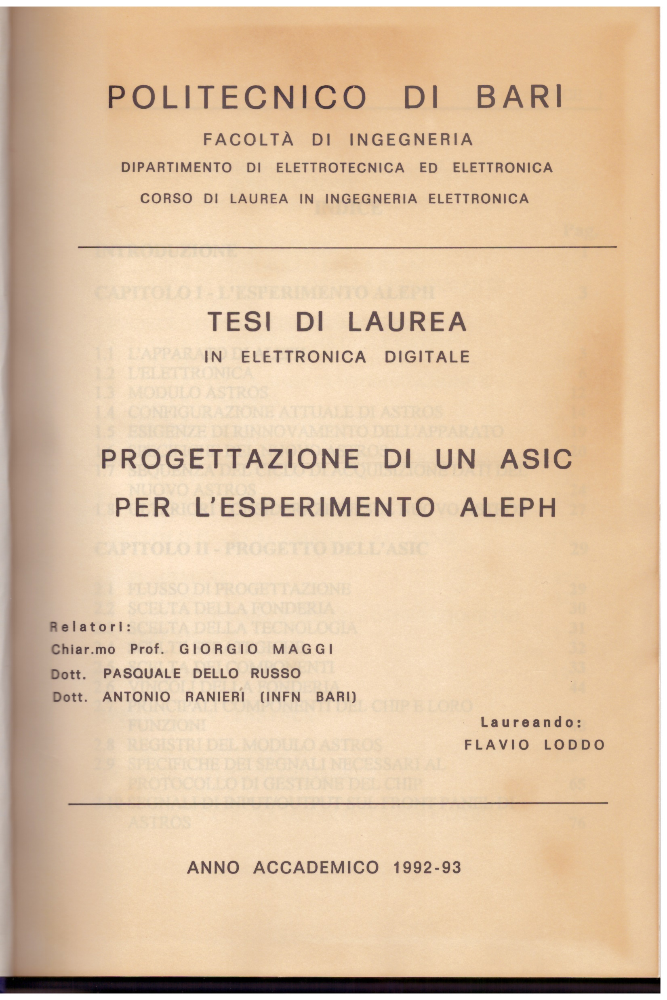 POLITECNICO DI BARI
FACOLTÀ DI INGEGNERIA
DIPARTIMENTO DI ELETTROTECNICA ED ELETTRONICA
CORSO DI LAUREA IN INGEGNERIA ELETTRONICA
TESI DI LAUREA
IN ELETTRONICA DIGITALE
PROGETTAZIONE DI UN ASIC
PER L'ESPERIMENTO ALEPH
Relatori:
Chiar.mo Prof. GIORGIO MAGGI
Dott. PASQUALE DELLO RUSSO
Dott. ANTONIO RANIERI (INFN BARI)
Laureando:
FLAVIO LODDO
ANNO ACCADEMICO 1992-93